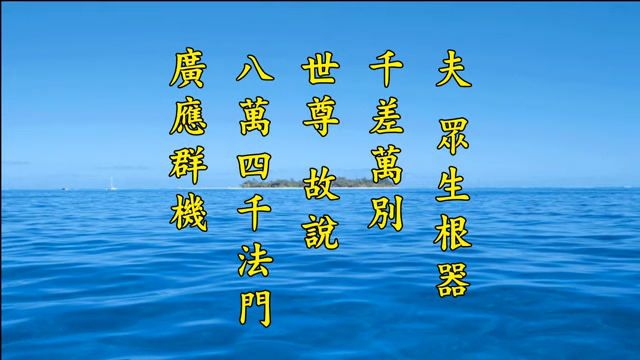 夫 眾生根器
千差萬別
世尊 故說
八萬四千法門
廣應群機